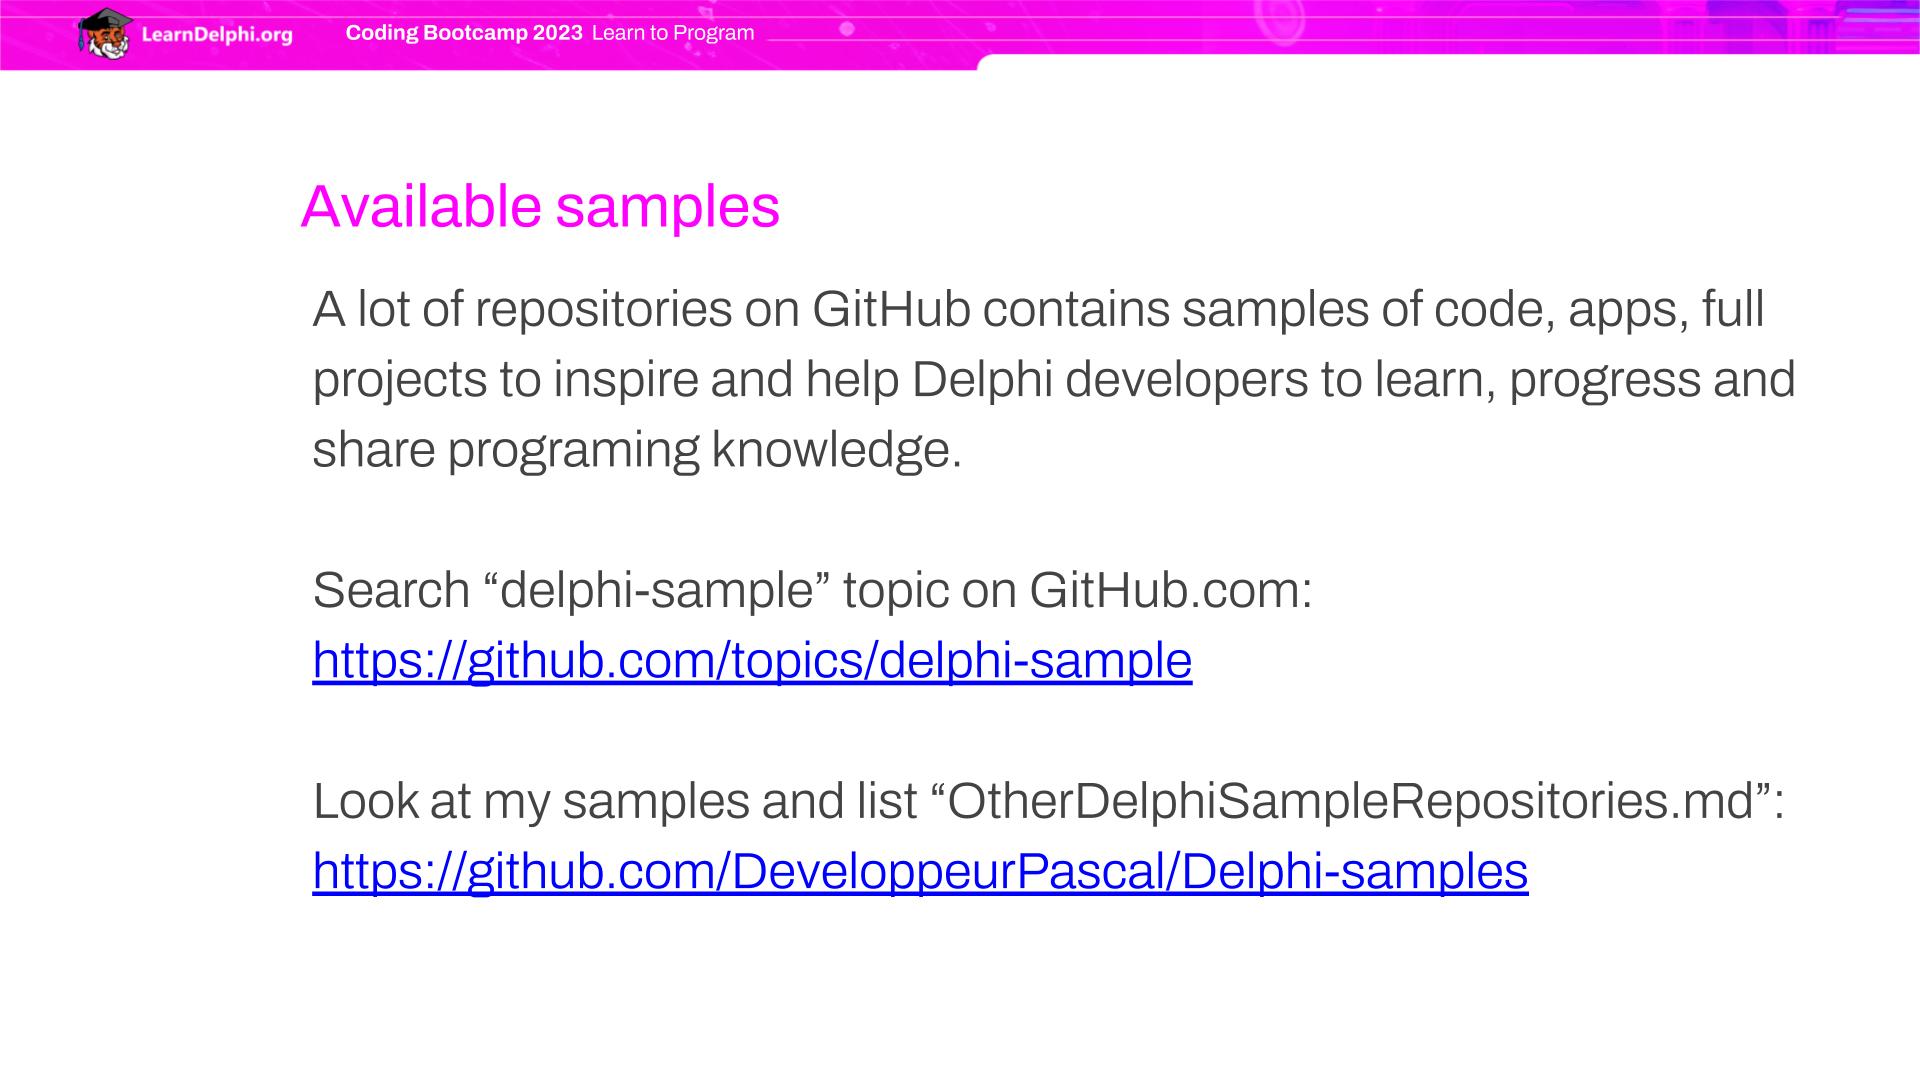 LearnDelphi.org
Coding Bootcamp 2023 Learn to Program
Available samples
A lot of repositories on GitHub contains samples of code, apps, full
projects to inspire and help Delphi developers to learn, progress and
share programing knowledge.
Search “delphi-sample” topic on GitHub.com:
https://github.com/topics/delphi-sample
Look at my samples and list “OtherDelphiSampleRepositories.md”:
https://github.com/DeveloppeurPascal/Delphi-samples